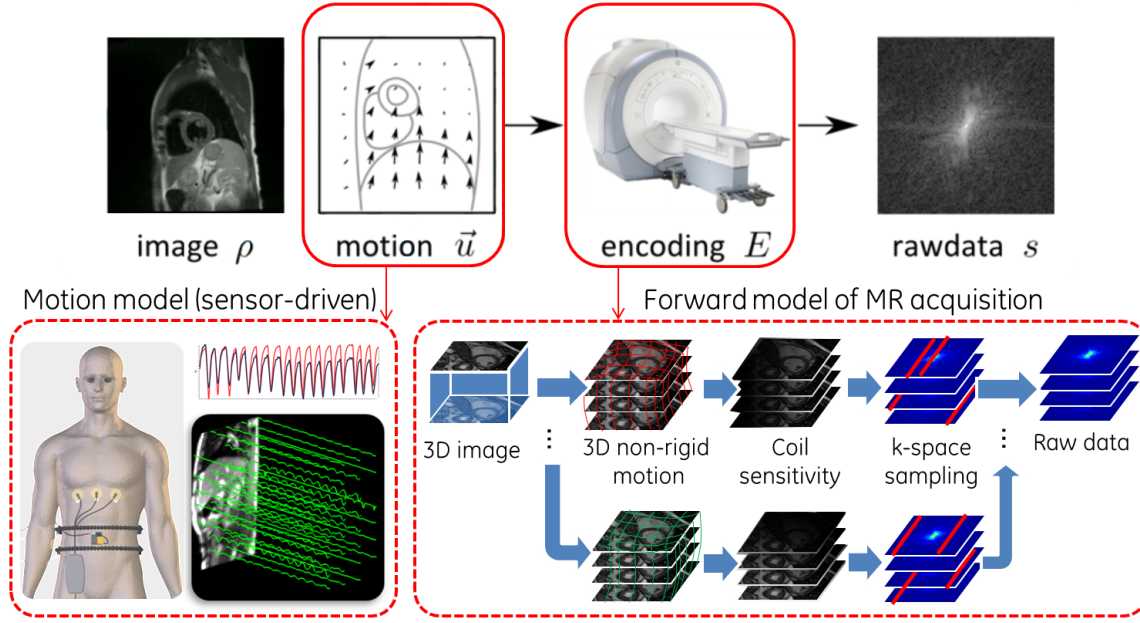 image ρ
motion u⃗
encoding E
rawdata s
Motion model (sensor-driven)
Forward model of MR acquisition
3D image
⋮
3D non-rigid
motion
Coil
sensitivity
k-space
sampling
⋮
Raw data